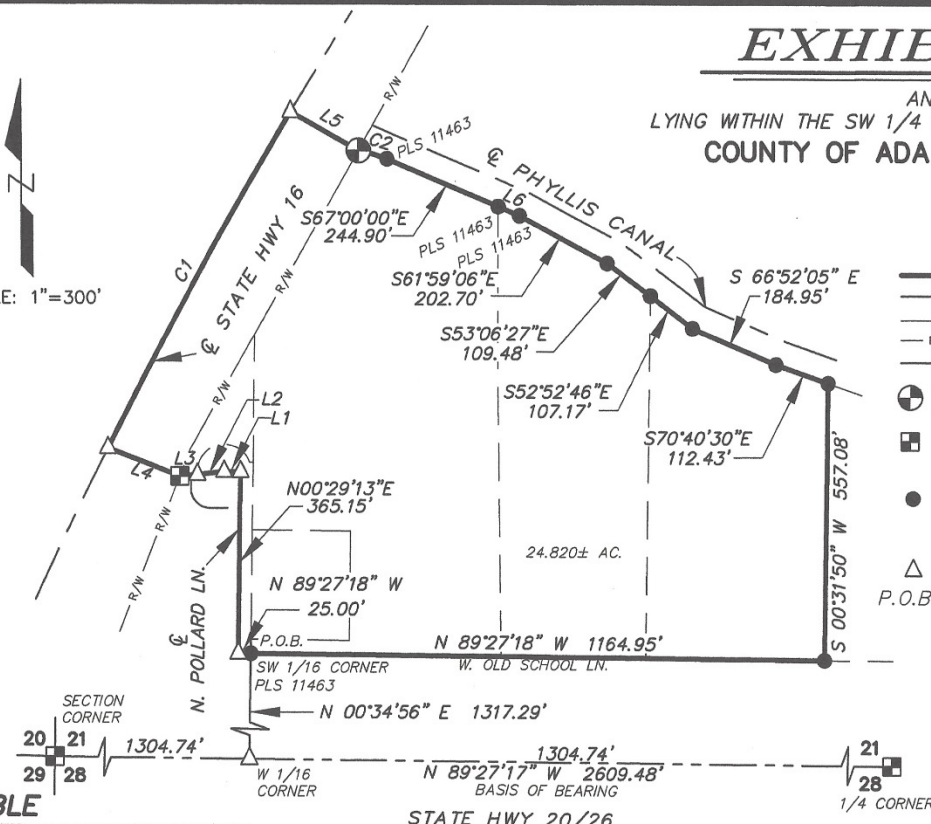 EXHIB
AN
LYING WITHIN THE SW 1/4
COUNTY OF ADA
L5
R/W
C2
PLS 11463
℄ PHYLLIS CANAL
N
S67°00'00"E
244.90'
L6
PLS 11463
PLS 11463
C1
℄ STATE HWY 16
R/W
S61°59'06"E
202.70'
S 66°52'05" E
184.95'
E: 1"=300'
S53°06'27"E
109.48'
S52°52'46"E
107.17'
R/W
L2
L1
S70°40'30"E
112.43'
L3
L4
N00°29'13"E
365.15'
S 00°31'50" W 557.08'
R/W
24.820± AC.
R/W
N 89°27'18" W
25.00'
P.O.B
℄ N. POLLARD LN.
P.O.B.
N 89°27'18" W 1164.95'
SW 1/16 CORNER
W. OLD SCHOOL LN.
PLS 11463
N 00°34'56" E 1317.29'
SECTION
CORNER
20 21
29 28
1304.74'
1304.74'
N 89°27'17" W 2609.48'
BASIS OF BEARING
21
28
W 1/16
CORNER
1/4 CORNER
BLE
STATE HWY 20/26